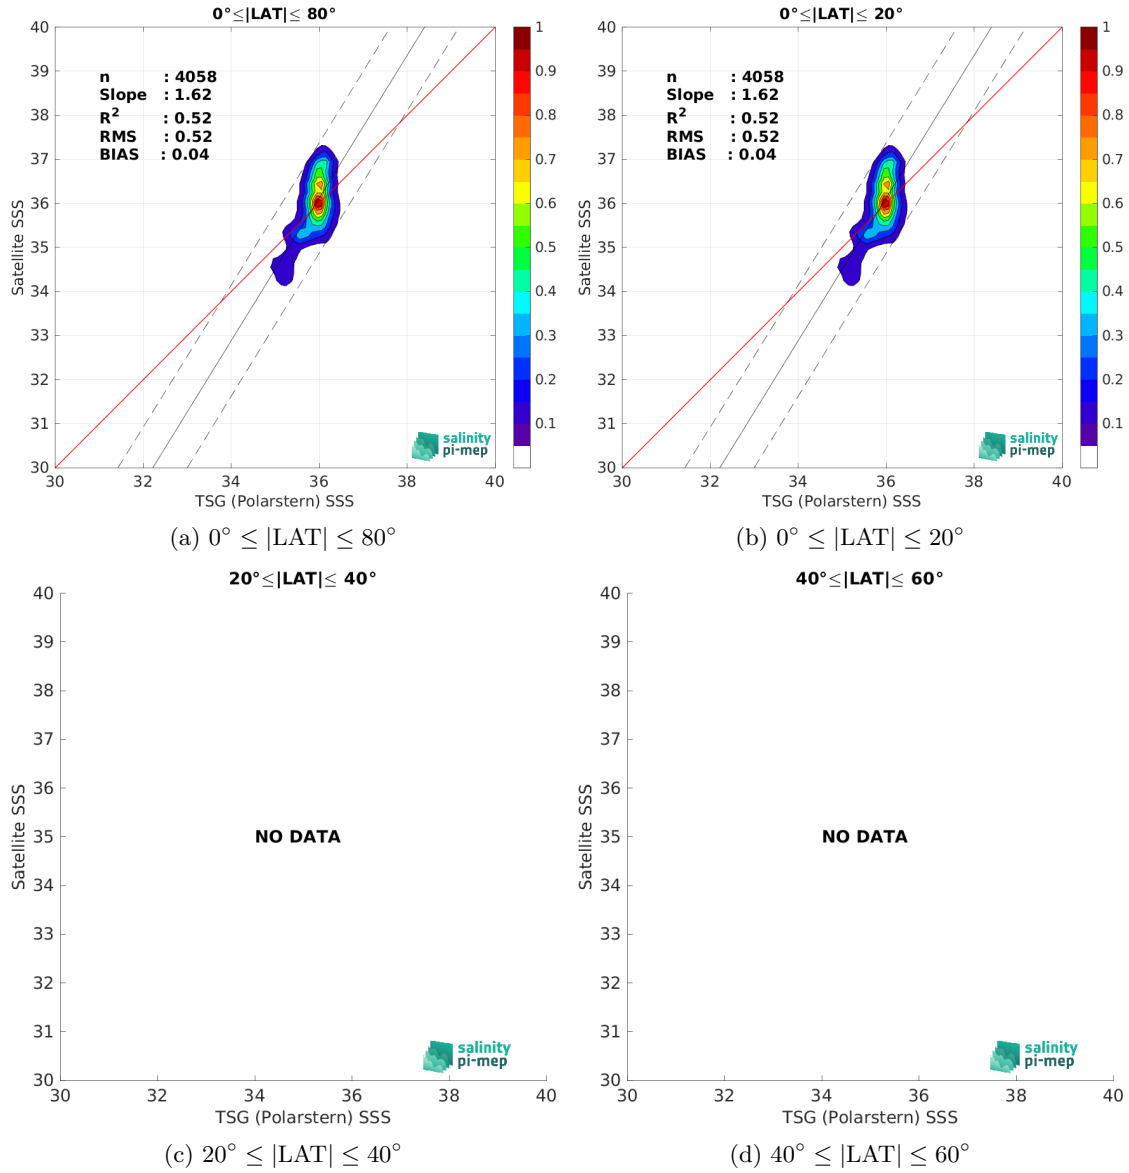 0°≤|LAT|≤ 80°
40
39
38
37
36
35
34
33
32
31
30
Satellite SSS
n : 4058
Slope : 1.62
R² : 0.52
RMS : 0.52
BIAS : 0.04
salinity
pi-mep
30 32 34 36 38 40
TSG (Polarstern) SSS
1
0.9
0.8
0.7
0.6
0.5
0.4
0.3
0.2
0.1
(a) 0° ≤ |LAT| ≤ 80°
0°≤|LAT|≤ 20°
40
39
38
37
36
35
34
33
32
31
30
Satellite SSS
n : 4058
Slope : 1.62
R² : 0.52
RMS : 0.52
BIAS : 0.04
salinity
pi-mep
30 32 34 36 38 40
TSG (Polarstern) SSS
1
0.9
0.8
0.7
0.6
0.5
0.4
0.3
0.2
0.1
(b) 0° ≤ |LAT| ≤ 20°
20°≤|LAT|≤ 40°
40
39
38
37
36
35
34
33
32
31
30
Satellite SSS
NO DATA
salinity
pi-mep
30 32 34 36 38 40
TSG (Polarstern) SSS
(c) 20° ≤ |LAT| ≤ 40°
40°≤|LAT|≤ 60°
40
39
38
37
36
35
34
33
32
31
30
Satellite SSS
NO DATA
salinity
pi-mep
30 32 34 36 38 40
TSG (Polarstern) SSS
(d) 40° ≤ |LAT| ≤ 60°